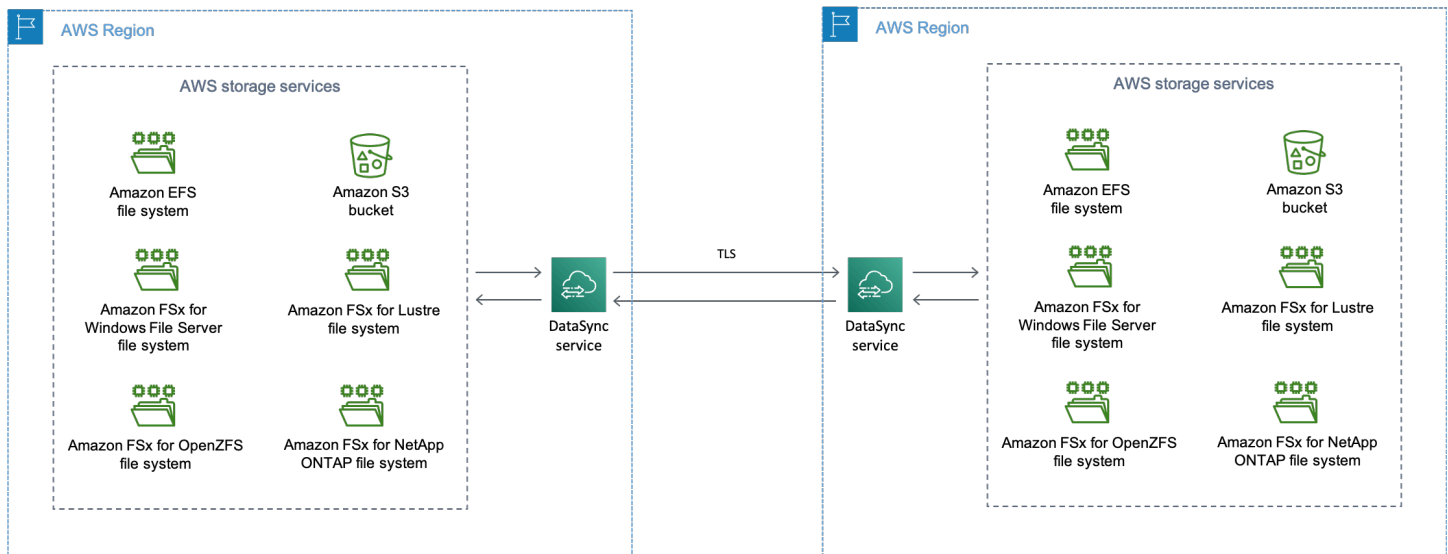 AWS Region
AWS storage services
Amazon EFS
file system
Amazon S3
bucket
Amazon FSx for
Windows File Server
file system
Amazon FSx for Lustre
file system
Amazon FSx for OpenZFS
file system
Amazon FSx for NetApp
ONTAP file system
DataSync
service
TLS
AWS Region
DataSync
service
AWS storage services
Amazon EFS
file system
Amazon S3
bucket
Amazon FSx for
Windows File Server
file system
Amazon FSx for Lustre
file system
Amazon FSx for OpenZFS
file system
Amazon FSx for NetApp
ONTAP file system